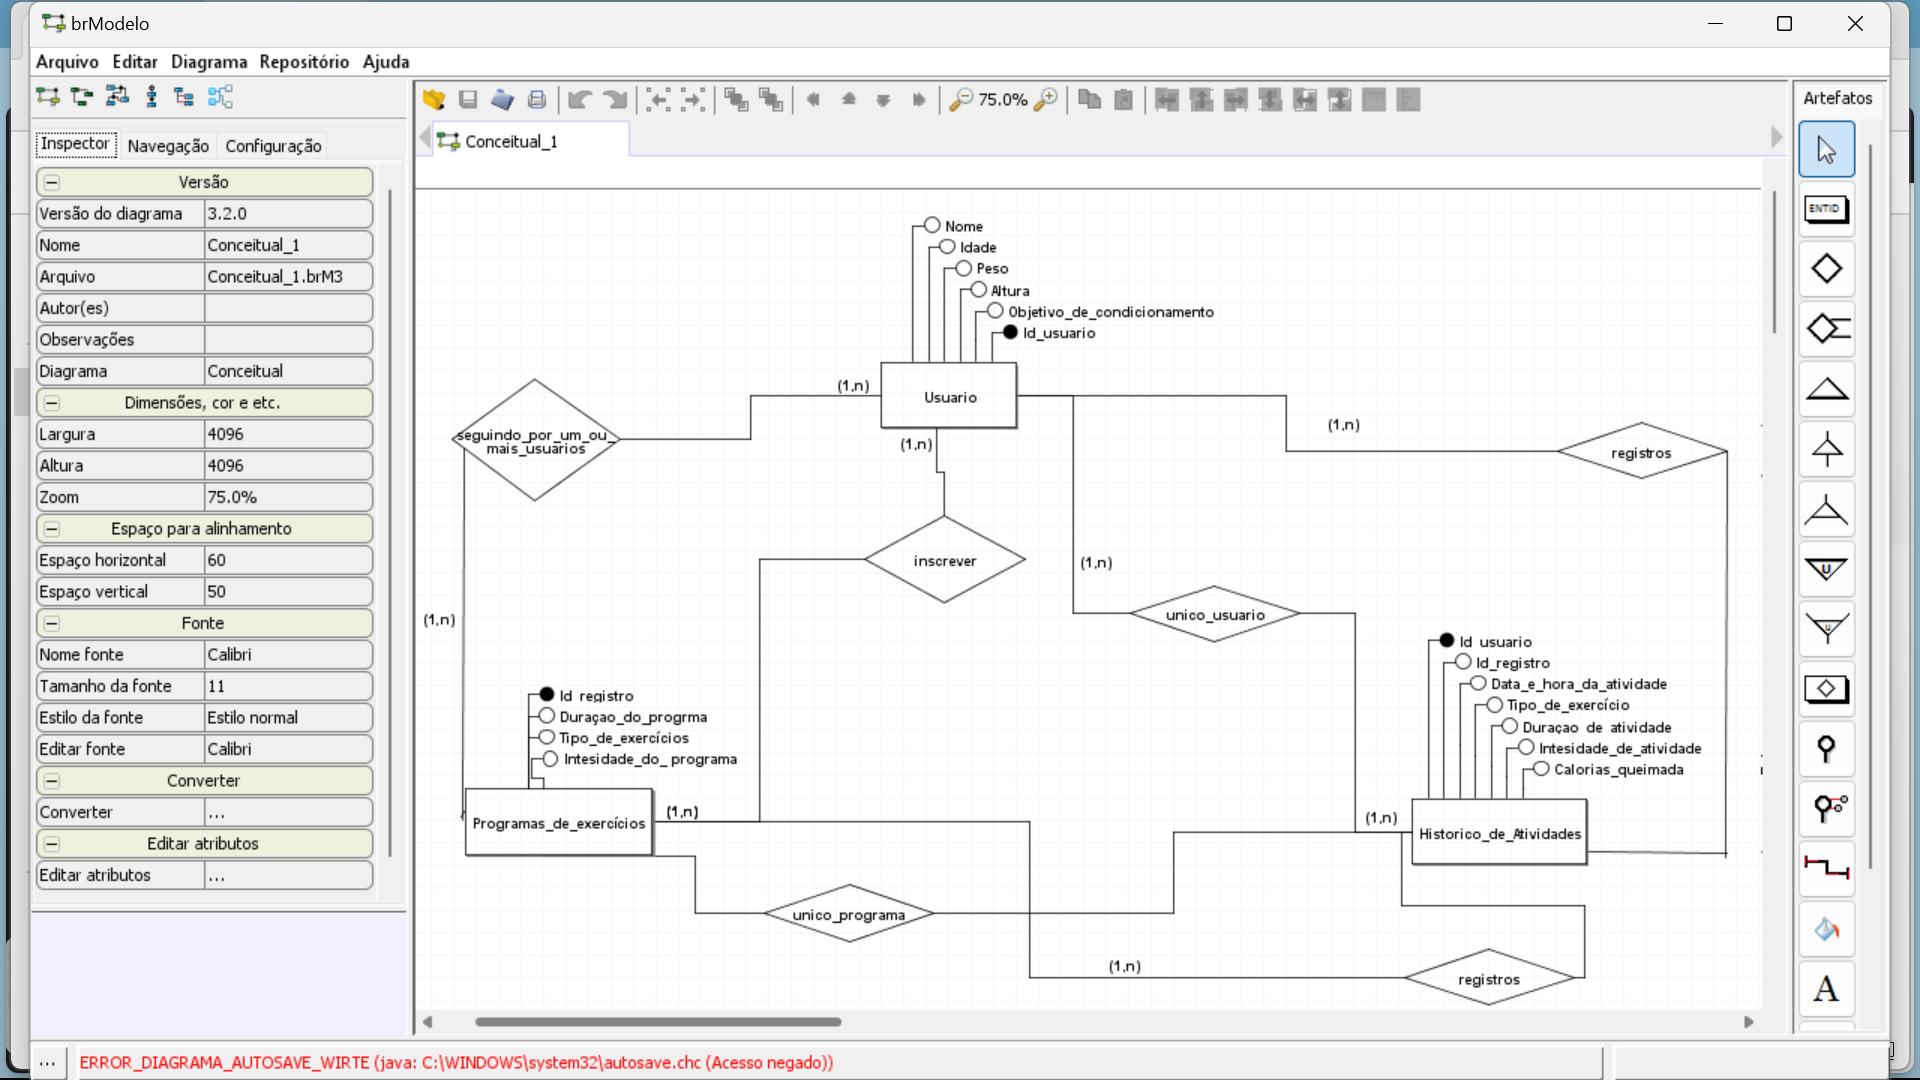 brModelo
Arquivo Editar Diagrama Repositório Ajuda
75.0%
Artefatos
Inspector Navegação Configuração
Conceitual_1
Versão
Versão do diagrama 3.2.0
Nome Conceitual_1
Arquivo Conceitual_1.brM3
Autor(es)
Observações
Diagrama Conceitual
Dimensões, cor e etc.
Largura 4096
Altura 4096
Zoom 75.0%
Espaço para alinhamento
Espaço horizontal 60
Espaço vertical 50
Fonte
Nome fonte Calibri
Tamanho da fonte 11
Estilo da fonte Estilo normal
Editar fonte Calibri
Converter
Converter ...
Editar atributos
Editar atributos ...
Nome
Idade
Peso
Altura
Objetivo_de_condicionamento
Id_usuario
(1,n)
Usuario
(1,n)
(1,n)
seguindo_por_um_ou_
mais_usuarios
registros
inscrever
(1,n)
(1,n)
unico_usuario
Id_registro
Duraçao_do_progrma
Tipo_de_exercícios
Intesidade_do_ programa
Id_usuario
Id_registro
Data_e_hora_da_atividade
Tipo_de_exercício
Duraçao_de_atividade
Intesidade_de_atividade
Calorias_queimada
Programas_de_exercícios
(1,n)
(1,n)
Historico_de_Atividades
unico_programa
(1,n)
registros
ENTID
U
A
... ERROR_DIAGRAMA_AUTOSAVE_WIRTE (java: C:\WINDOWS\system32\autosave.chc (Acesso negado))